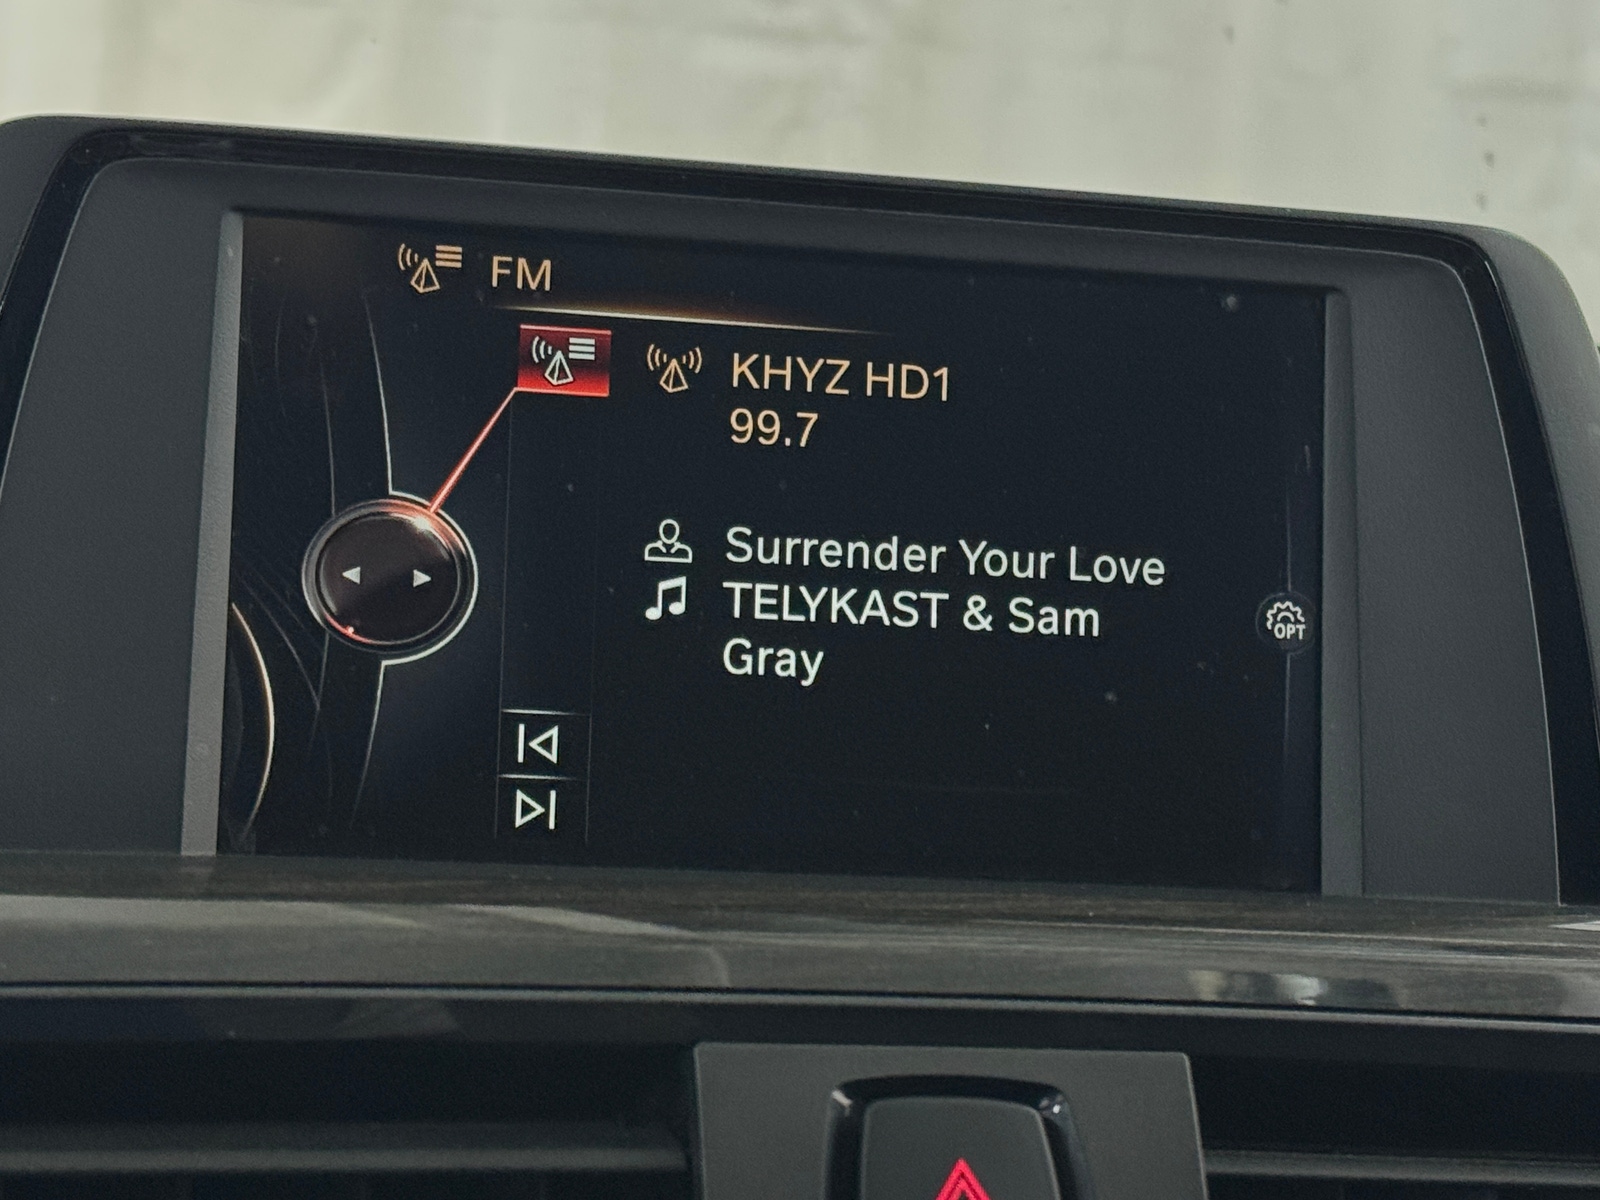 FM
KHYZ HD1
99.7
Surrender Your Love
TELYKAST & Sam
Gray
OPT